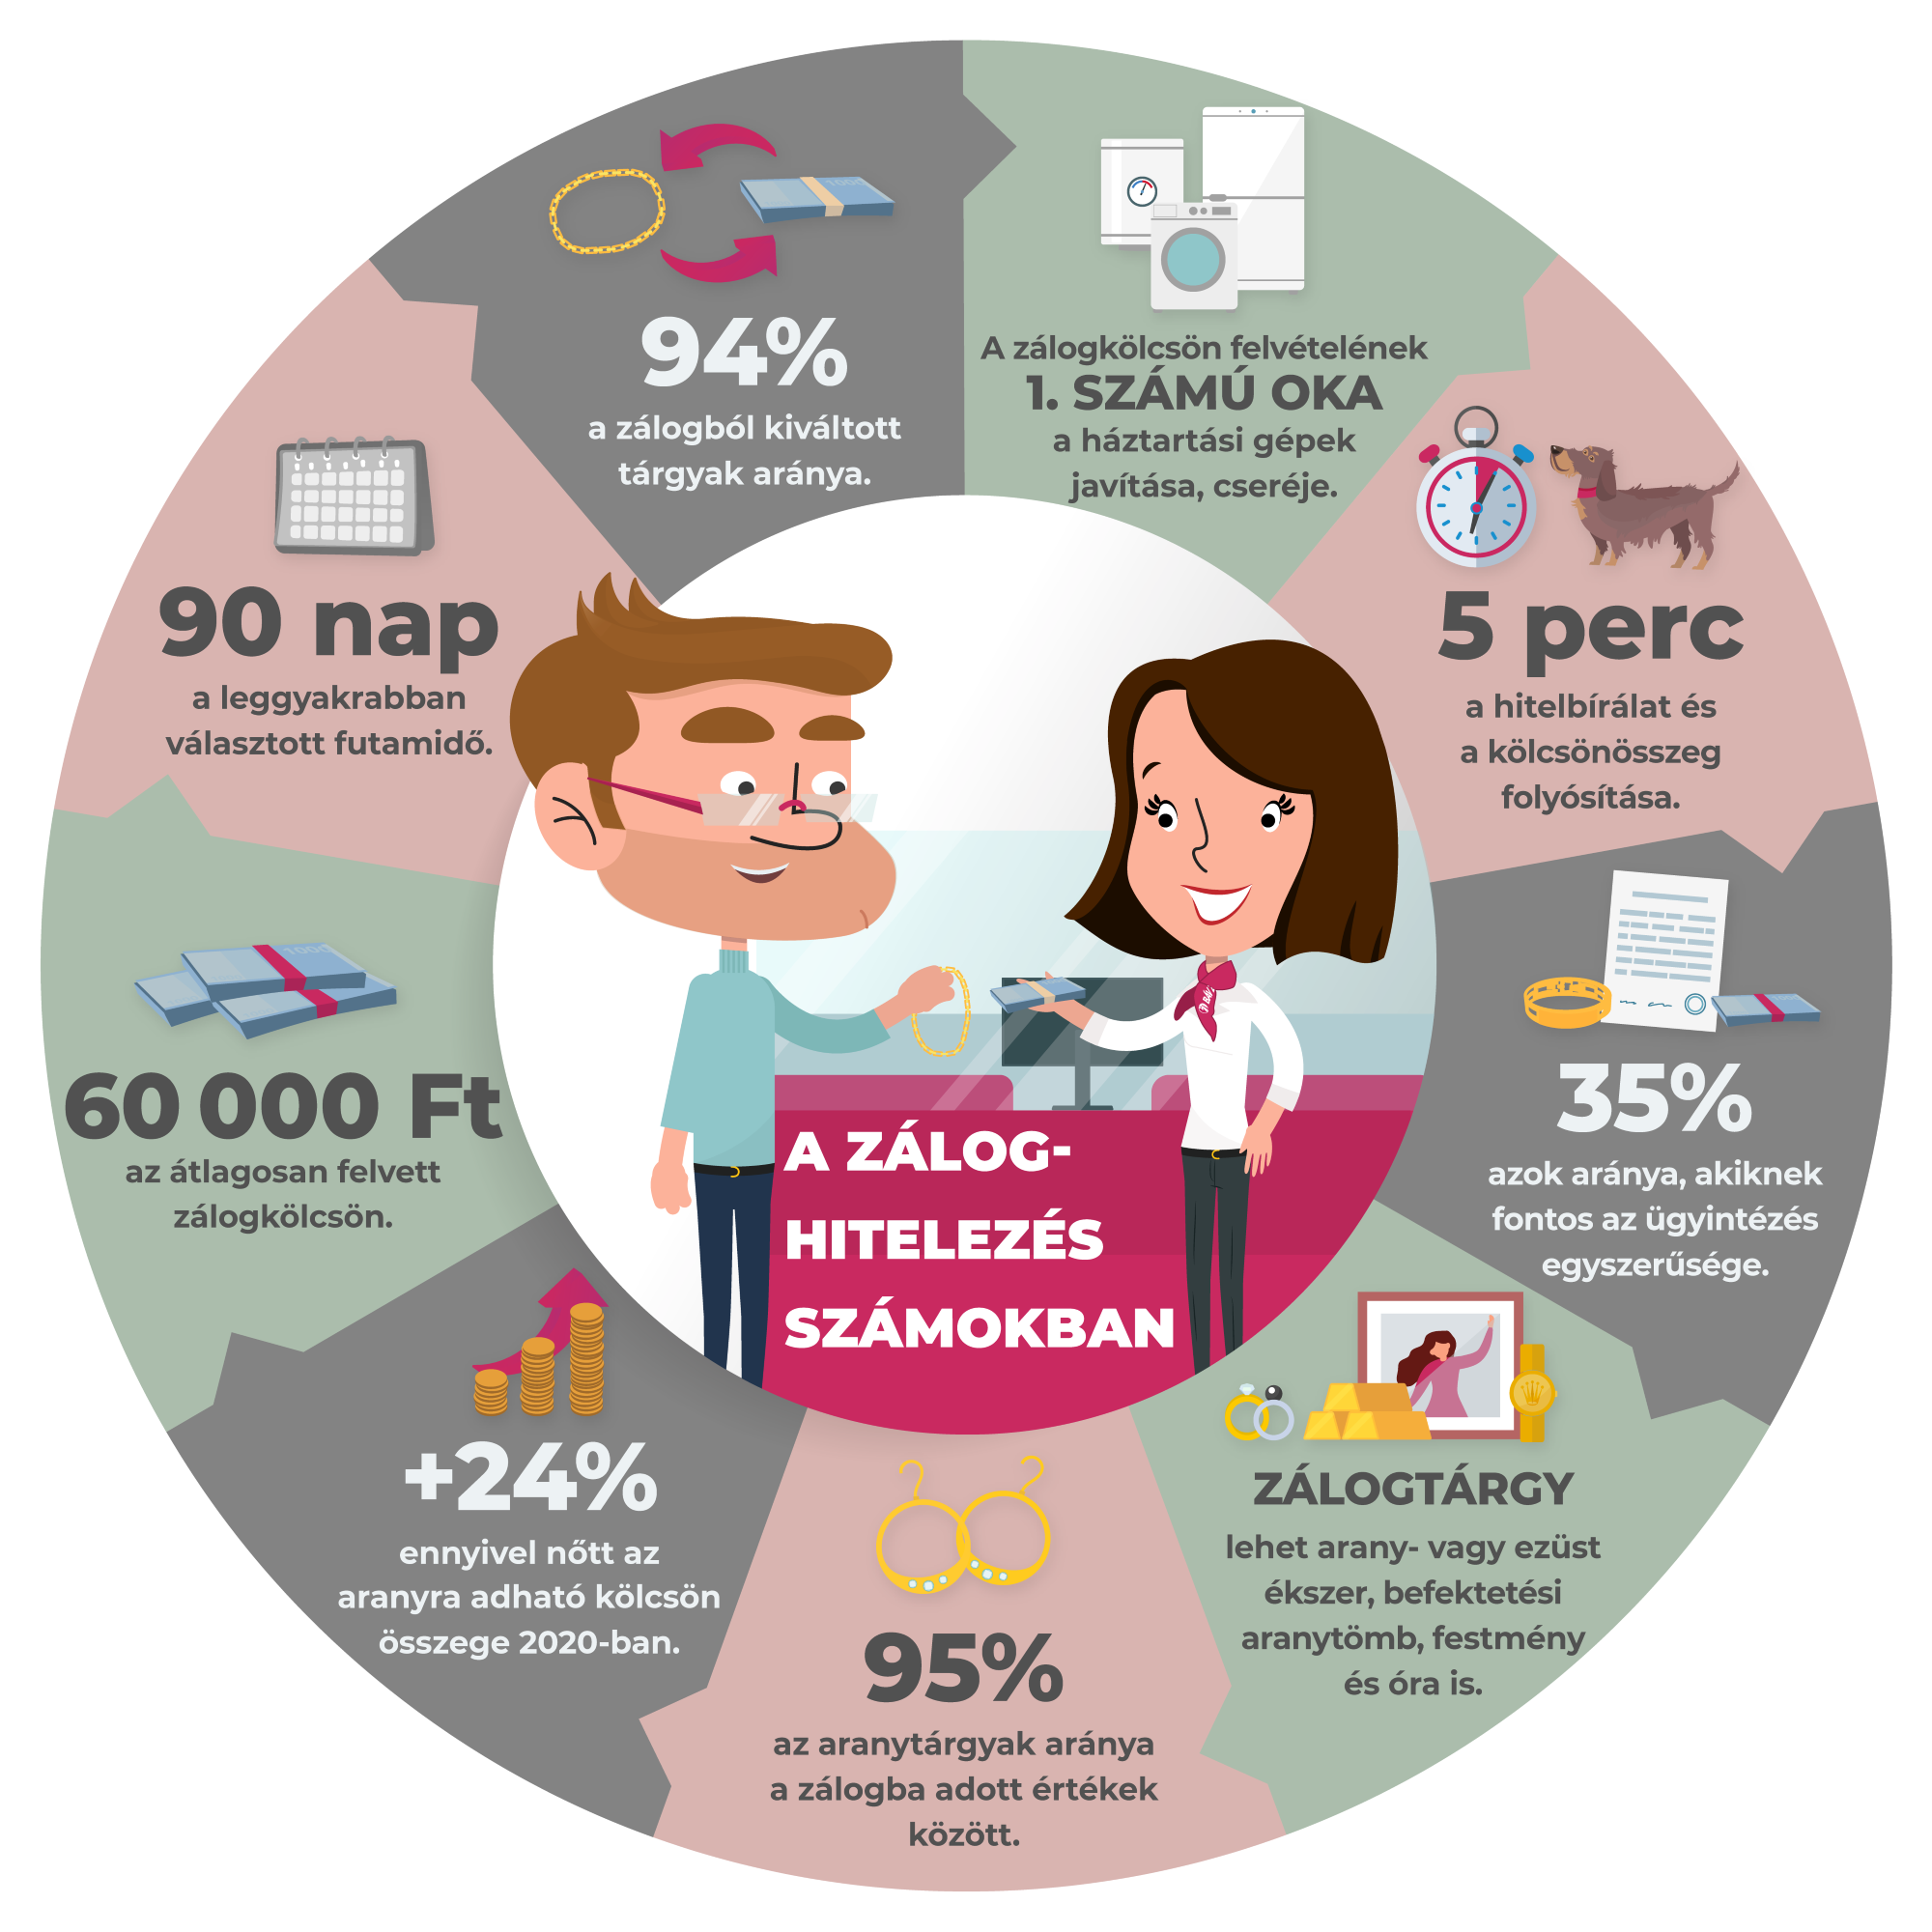 A ZÁLOG-
HITELEZÉS
SZÁMOKBAN
A zálogkölcsön felvételének
1. SZÁMÚ OKA
a háztartási gépek
javítása, cseréje.
5 perc
a hitelbírálat és
a kölcsönösszeg
folyósítása.
35%
azok aránya, akiknek
fontos az ügyintézés
egyszerűsége.
ZÁLOGTÁRGY
lehet arany- vagy ezüst
ékszer, befektetési
aranytömb, festmény
és óra is.
95%
az aranytárgyak aránya
a zálogba adott értékek
között.
+24%
ennyivel nőtt az
aranyra adható kölcsön
összege 2020-ban.
60 000 Ft
az átlagosan felvett
zálogkölcsön.
1000
90 nap
a leggyakrabban
választott futamidő.
94%
a zálogból kiváltott
tárgyak aránya.
1000